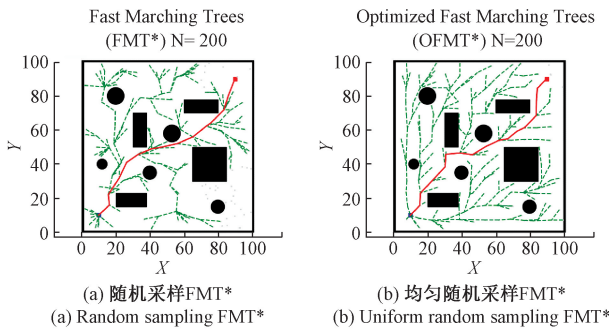 Fast Marching Trees
(FMT*) N= 200
100
80
60
40
20
0
Y
0 20 40 60 80 100
X
(a) 随机采样FMT*
(a) Random sampling FMT*
Optimized Fast Marching Trees
(OFMT*) N=200
100
80
60
40
20
0
Y
0 20 40 60 80 100
X
(b) 均匀随机采样FMT*
(b) Uniform random sampling FMT*